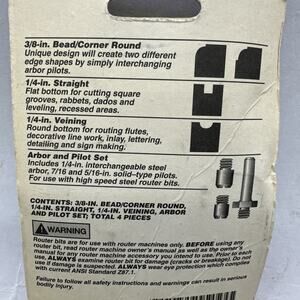 3/8-in. Bead/Corner Round
Unique design will create two different
edge shapes by simply interchanging
arbor pilots.
1/4-in. Straight
Flat bottom for cutting square
grooves, rabbets, dados and
leveling, recessed areas.
1/4-in. Veining
Round bottom for routing flutes,
decorative line work, inlay, lettering,
detailing and sign making.
Arbor and Pilot Set
Includes 1/4-in. interchangeable steel
arbor, 7/16 and 5/16-in. solid-type pilots.
For use with high speed steel router bits.
CONTENTS: 3/8-IN. BEAD/CORNER ROUND,
1/4-IN. STRAIGHT, 1/4-IN. VEINING, ARBOR
AND PILOT SET; TOTAL 4 PIECES
WARNING
Router bits are for use with router machines only. BEFORE using any
router bit, read router machine owner's manual as well as the owner's
manual for any accessory you intend to use. Prior to each
use, ALWAYS examine router bit for damage (cracks or breakage). Do not
use if damage is suspected. ALWAYS wear eye protection which complies
with current ANSI Standard Z87.1.
Failure to follow all safety instructions and warnings can result in serious
bodily injury.